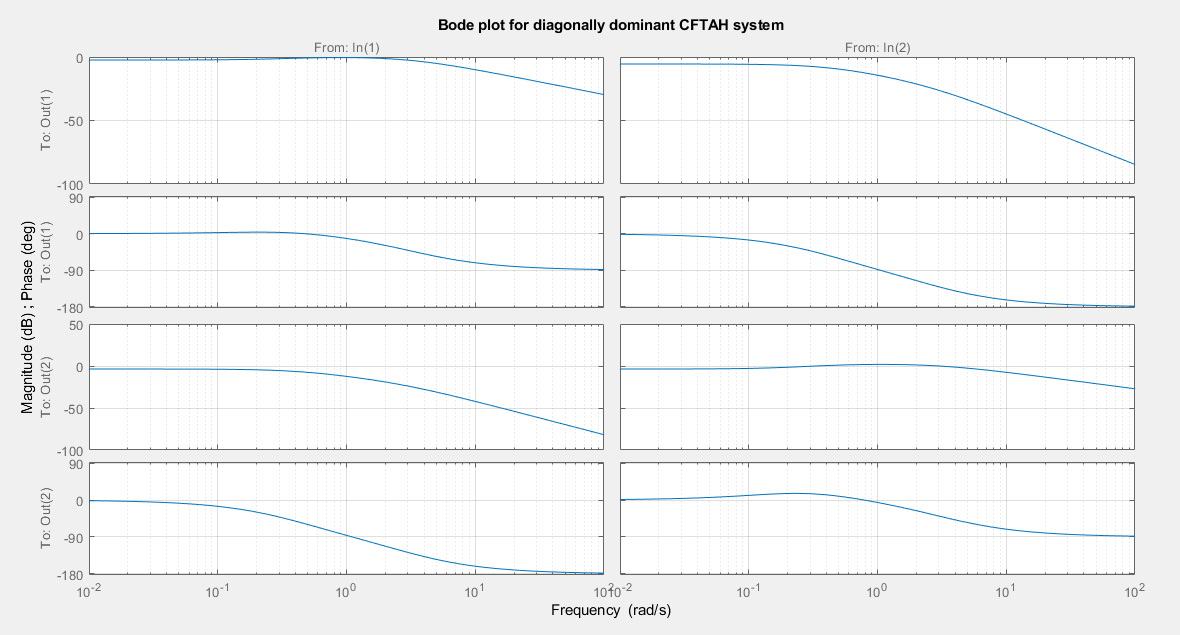 Bode plot for diagonally dominant CFTAH system
From: In(1)
From: In(2)
Magnitude (dB) ; Phase (deg)
To: Out(1)
0
-50
-100
To: Out(1)
90
0
-90
-180
To: Out(2)
50
0
-50
-100
To: Out(2)
90
0
-90
-180
10^-2 10^-1 10^0 10^1 10^2
10^-2 10^-1 10^0 10^1 10^2
Frequency (rad/s)